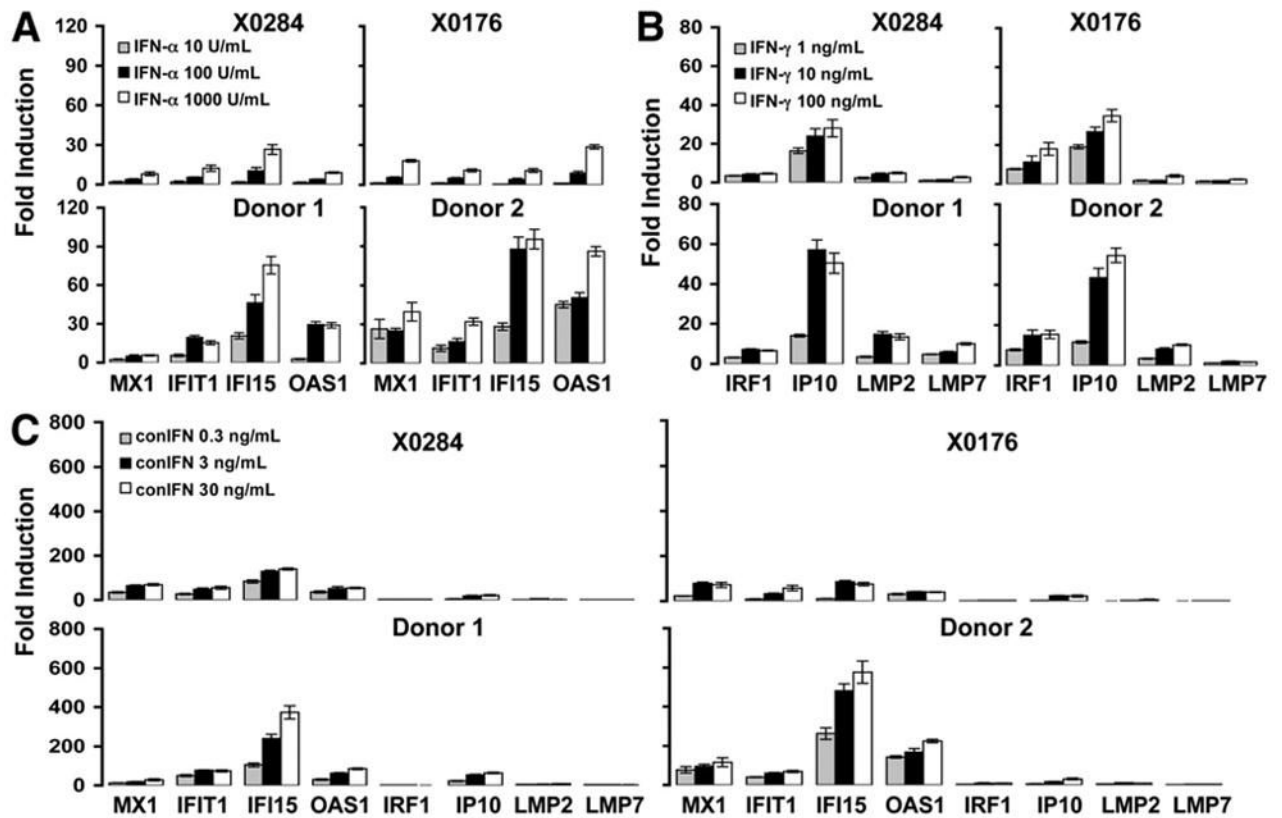 A
X0284
X0176
IFN-α 10 U/mL
IFN-α 100 U/mL
IFN-α 1000 U/mL
Fold Induction
120
90
60
30
0
Donor 1
Donor 2
Fold Induction
120
90
60
30
0
MX1 IFIT1 IFI15 OAS1
MX1 IFIT1 IFI15 OAS1
B
X0284
X0176
IFN-γ 1 ng/mL
IFN-γ 10 ng/mL
IFN-γ 100 ng/mL
80
60
40
20
0
Donor 1
Donor 2
Fold Induction
80
60
40
20
0
IRF1 IP10 LMP2 LMP7
IRF1 IP10 LMP2 LMP7
C
X0284
X0176
conIFN 0.3 ng/mL
conIFN 3 ng/mL
conIFN 30 ng/mL
Fold Induction
800
600
400
200
0
Donor 1
Donor 2
800
600
400
200
0
MX1 IFIT1 IFI15 OAS1 IRF1 IP10 LMP2 LMP7
MX1 IFIT1 IFI15 OAS1 IRF1 IP10 LMP2 LMP7